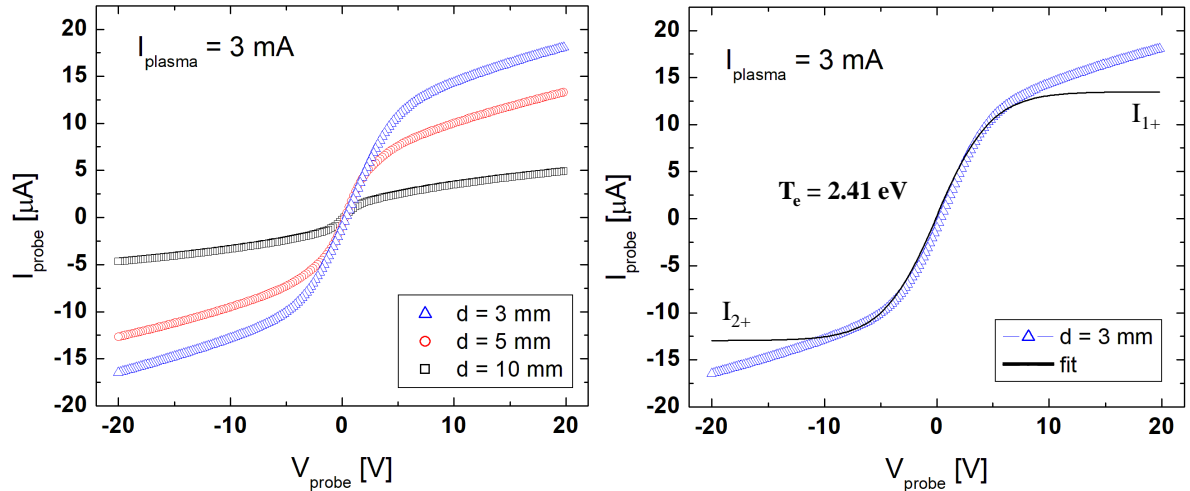 I_plasma = 3 mA
I_probe [µA]
20
15
10
5
0
-5
-10
-15
-20
-20
-10
0
10
20
V_probe [V]
d = 3 mm
d = 5 mm
d = 10 mm
I_plasma = 3 mA
I_probe [µA]
20
15
10
5
0
-5
-10
-15
-20
-20
-10
0
10
20
V_probe [V]
I_1+
T_e = 2.41 eV
I_2+
d = 3 mm
fit